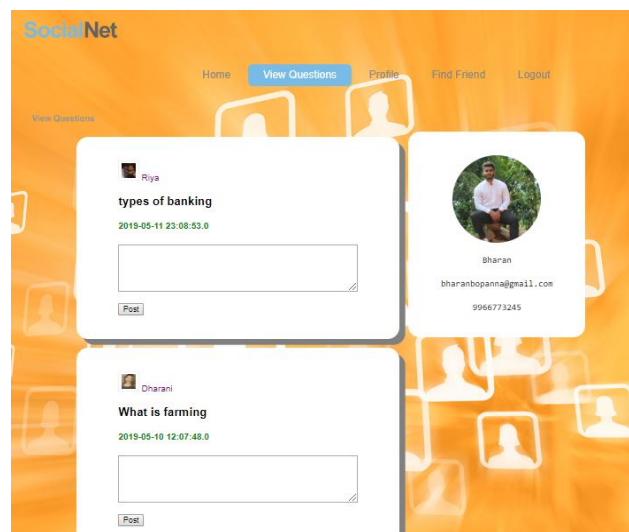 SocialNet
Home View Questions Profile Find Friend Logout
View Questions
Riya
types of banking
2019-05-11 23:08:53.0
Post
Bharan
bharanbopanna@gmail.com
9966773245
Dharani
What is farming
2019-05-10 12:07:48.0
Post